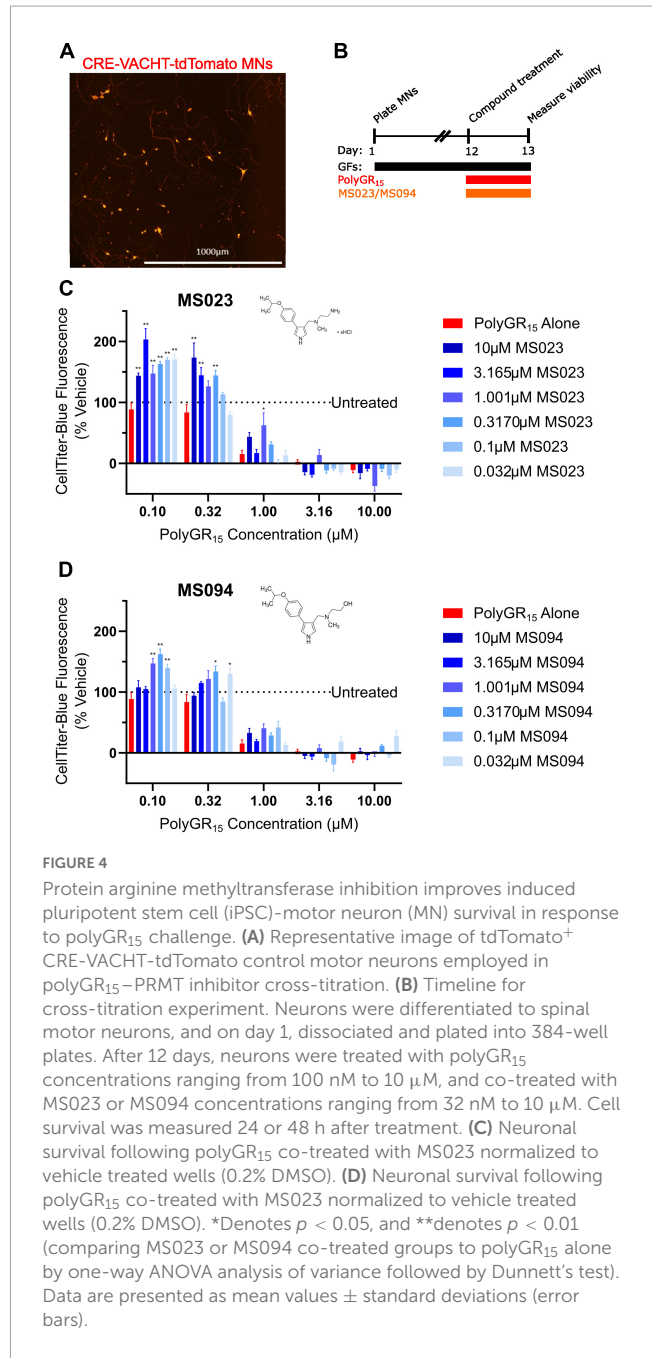 A
CRE-VACHT-tdTomato MNs
1000µm
B
Plate MNs
Compound treatment
Measure viability
Day: 1 12 13
GFs:
PolyGR₁₅
MS023/MS094
C
MS023
H₃C
O
CH₃
NH₂
N
CH₃
• xHCl
N
H
CellTiter-Blue Fluorescence
(% Vehicle)
200
100
0
** ** ** ** ** ** ** ** ** *
Untreated
0.10 0.32 1.00 3.16 10.00
PolyGR₁₅ Concentration (µM)
PolyGR₁₅ Alone
10µM MS023
3.165µM MS023
1.001µM MS023
0.3170µM MS023
0.1µM MS023
0.032µM MS023
D
MS094
H₃C
O
CH₃
OH
N
CH₃
N
H
CellTiter-Blue Fluorescence
(% Vehicle)
200
100
0
** ** ** * *
Untreated
0.10 0.32 1.00 3.16 10.00
PolyGR₁₅ Concentration (µM)
PolyGR₁₅ Alone
10µM MS094
3.165µM MS094
1.001µM MS094
0.3170µM MS094
0.1µM MS094
0.032µM MS094
FIGURE 4
Protein arginine methyltransferase inhibition improves induced
pluripotent stem cell (iPSC)-motor neuron (MN) survival in response
to polyGR₁₅ challenge. (A) Representative image of tdTomato⁺
CRE-VACHT-tdTomato control motor neurons employed in
polyGR₁₅–PRMT inhibitor cross-titration. (B) Timeline for
cross-titration experiment. Neurons were differentiated to spinal
motor neurons, and on day 1, dissociated and plated into 384-well
plates. After 12 days, neurons were treated with polyGR₁₅
concentrations ranging from 100 nM to 10 µM, and co-treated with
MS023 or MS094 concentrations ranging from 32 nM to 10 µM. Cell
survival was measured 24 or 48 h after treatment. (C) Neuronal
survival following polyGR₁₅ co-treated with MS023 normalized to
vehicle treated wells (0.2% DMSO). (D) Neuronal survival following
polyGR₁₅ co-treated with MS023 normalized to vehicle treated
wells (0.2% DMSO). *Denotes p < 0.05, and **denotes p < 0.01
(comparing MS023 or MS094 co-treated groups to polyGR₁₅ alone
by one-way ANOVA analysis of variance followed by Dunnett's test).
Data are presented as mean values ± standard deviations (error
bars).